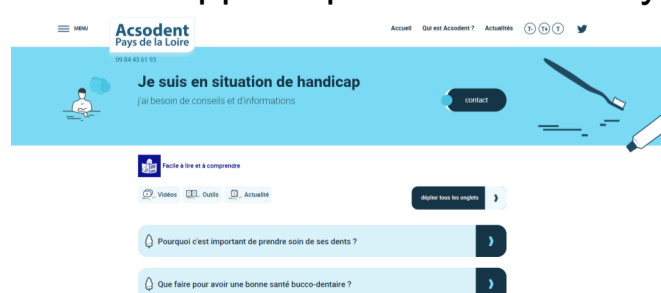 MENU
Acsodent
Pays de la Loire
Accueil Qui est Acsodent ? Actualités T- T+ T
09 84 43 61 93
Je suis en situation de handicap
j'ai besoin de conseils et d'informations
contact
Facile à lire et à comprendre
Vidéos Outils Actualité
déplier tous les onglets
Pourquoi c'est important de prendre soin de ses dents ?
Que faire pour avoir une bonne santé bucco-dentaire ?